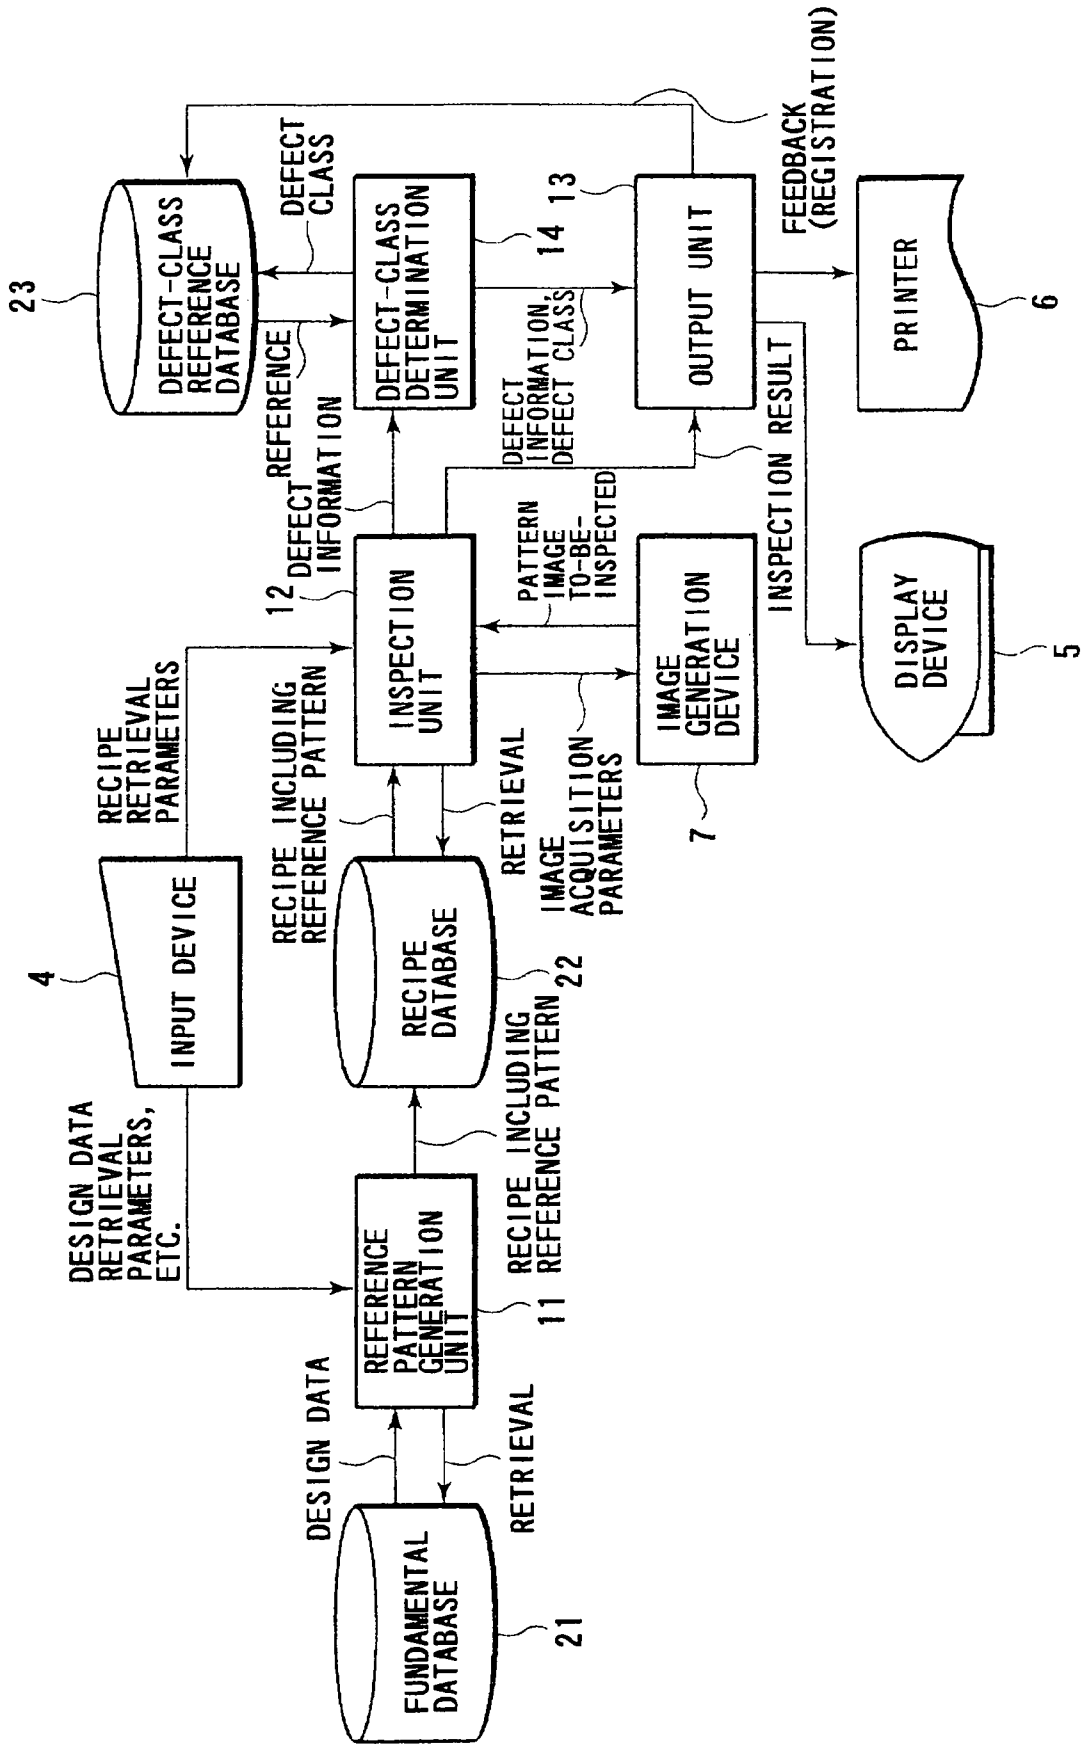 4
INPUT DEVICE
DESIGN DATA
RETRIEVAL
PARAMETERS,
ETC.
RECIPE
RETRIEVAL
PARAMETERS
23
DEFECT-CLASS
REFERENCE
DATABASE
DEFECT
CLASS
REFERENCE
DESIGN DATA
FUNDAMENTAL
DATABASE
21
RETRIEVAL
REFERENCE
PATTERN
GENERATION
UNIT
11
RECIPE INCLUDING
REFERENCE PATTERN
RECIPE
DATABASE
22
RECIPE INCLUDING
REFERENCE PATTERN
RETRIEVAL
12
INSPECTION
UNIT
DEFECT
INFORMATION
DEFECT-CLASS
DETERMINATION
UNIT
14
IMAGE
ACQUISITION
PARAMETERS
PATTERN
IMAGE
TO-BE-
INSPECTED
DEFECT
INFORMATION,
DEFECT CLASS
7
IMAGE
GENERATION
DEVICE
13
OUTPUT UNIT
INSPECTION RESULT
FEEDBACK
(REGISTRATION)
DISPLAY
DEVICE
5
PRINTER
6